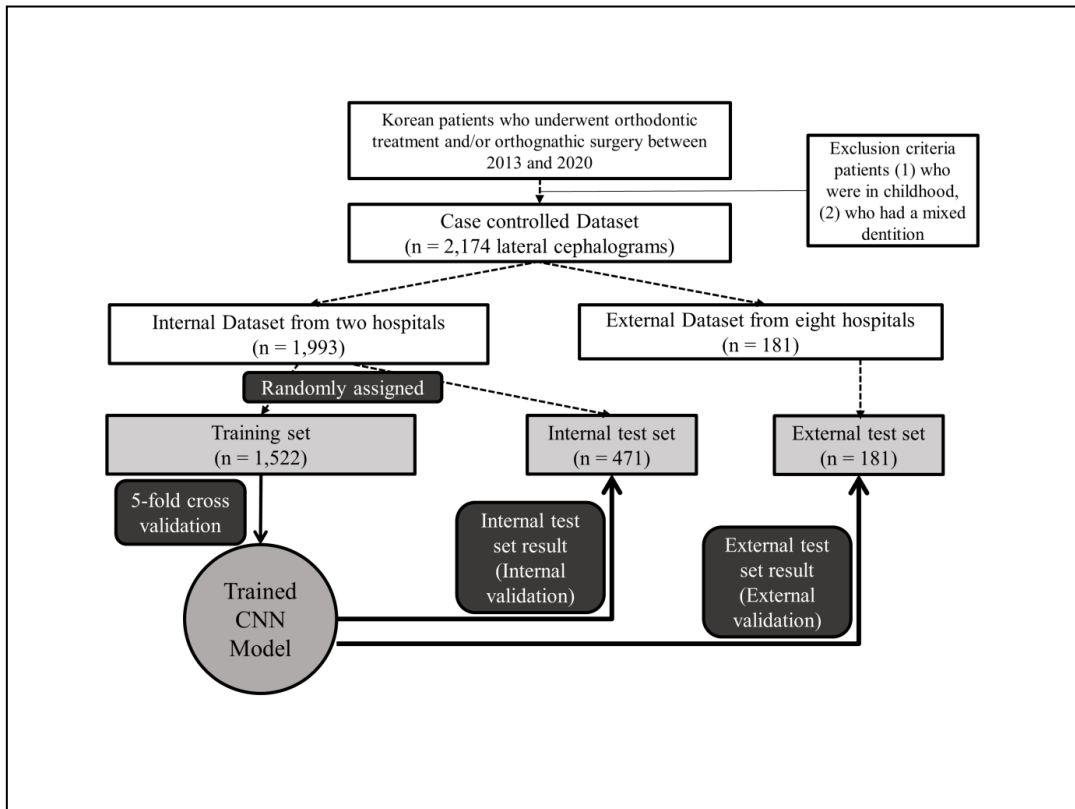 Korean patients who underwent orthodontic
treatment and/or orthognathic surgery between
2013 and 2020
Exclusion criteria
patients (1) who
were in childhood,
(2) who had a mixed
dentition
Case controlled Dataset
(n = 2,174 lateral cephalograms)
Internal Dataset from two hospitals
(n = 1,993)
External Dataset from eight hospitals
(n = 181)
Randomly assigned
Training set
(n = 1,522)
Internal test set
(n = 471)
External test set
(n = 181)
5-fold cross
validation
Internal test
set result
(Internal
validation)
External test
set result
(External
validation)
Trained
CNN
Model